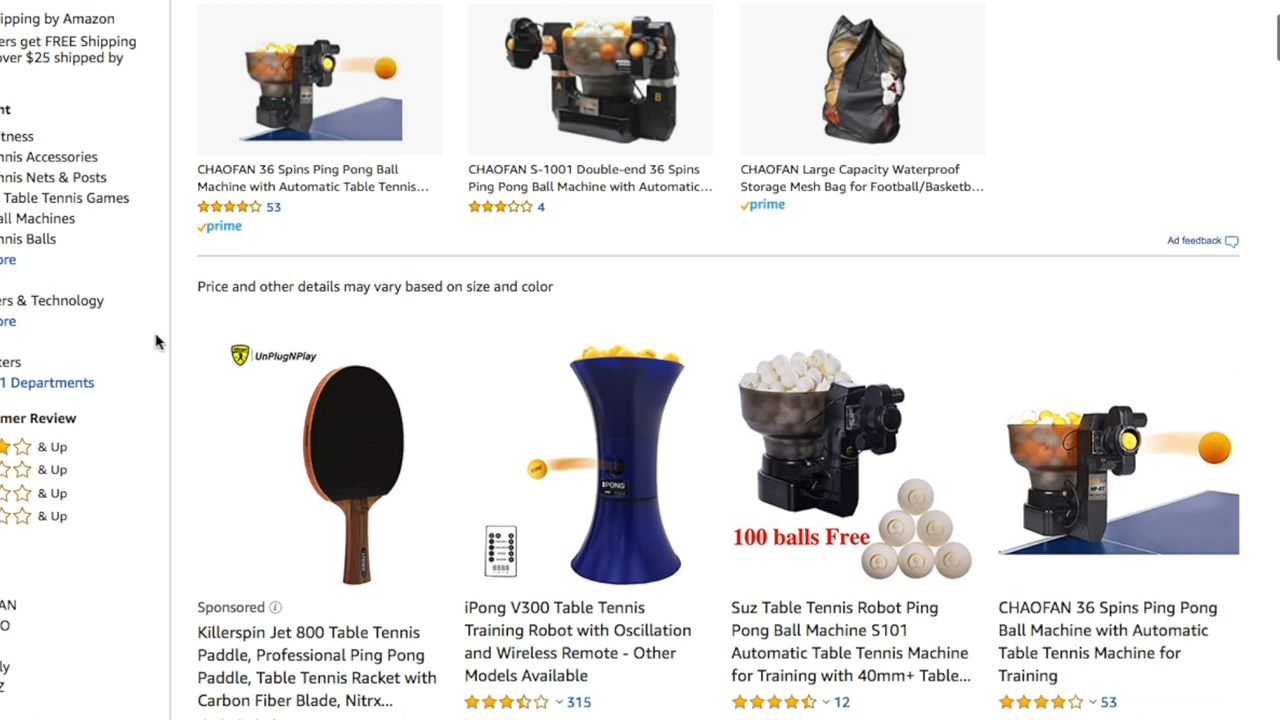 ipping by Amazon
ers get FREE Shipping
over $25 shipped by
nt
tness
nnis Accessories
nnis Nets & Posts
Table Tennis Games
all Machines
nnis Balls
ore
ers & Technology
ore
ters
1 Departments
mer Review
& Up
& Up
& Up
& Up
AN
O
ly
Z
A
B
CHAOFAN 36 Spins Ping Pong Ball
Machine with Automatic Table Tennis...
53
prime
CHAOFAN S-1001 Double-end 36 Spins
Ping Pong Ball Machine with Automatic...
4
CHAOFAN Large Capacity Waterproof
Storage Mesh Bag for Football/Basketb...
prime
Ad feedback
Price and other details may vary based on size and color
UnPlugNPlay
Sponsored
Killerspin Jet 800 Table Tennis
Paddle, Professional Ping Pong
Paddle, Table Tennis Racket with
Carbon Fiber Blade, Nitrx...
iPONG
iPong V300 Table Tennis
Training Robot with Oscillation
and Wireless Remote - Other
Models Available
315
100 balls Free
Suz Table Tennis Robot Ping
Pong Ball Machine S101
Automatic Table Tennis Machine
for Training with 40mm+ Table...
12
CHAOFAN 36 Spins Ping Pong
Ball Machine with Automatic
Table Tennis Machine for
Training
53